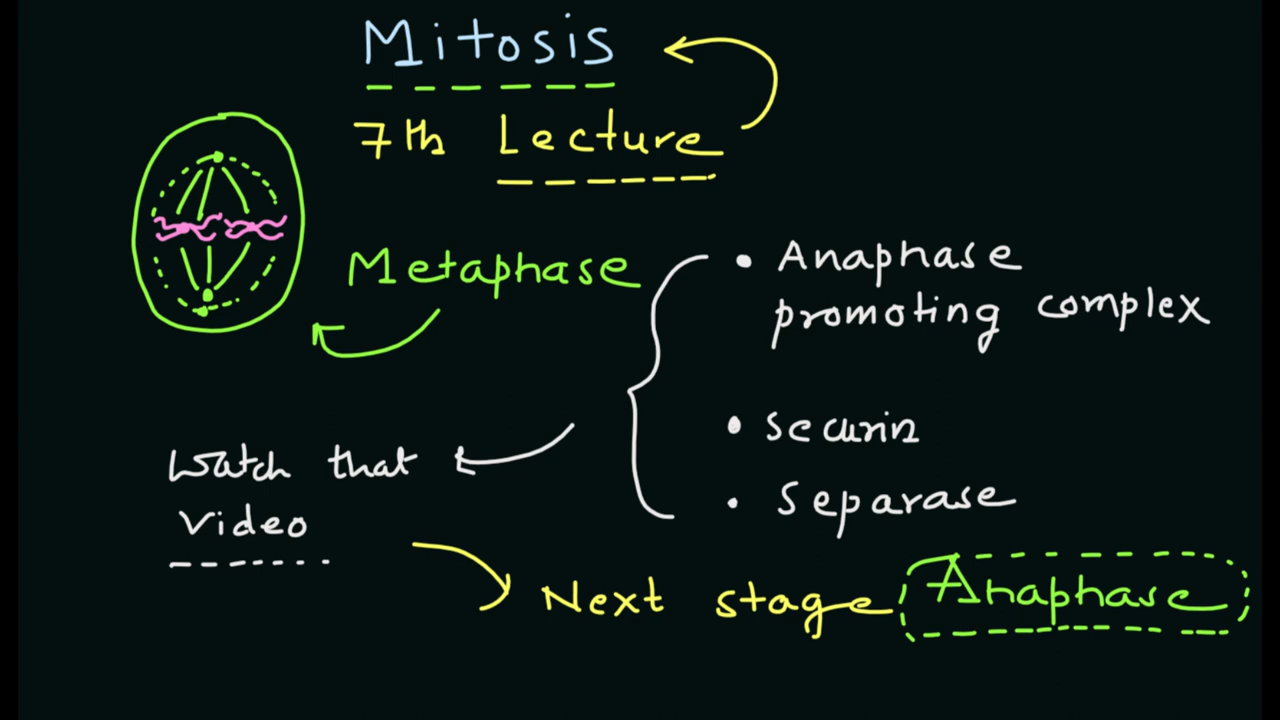 Mitosis
7th Lecture
Metaphase
• Anaphase
promoting complex
• securin
• Separase
Watch that
video
Next stage Anaphase